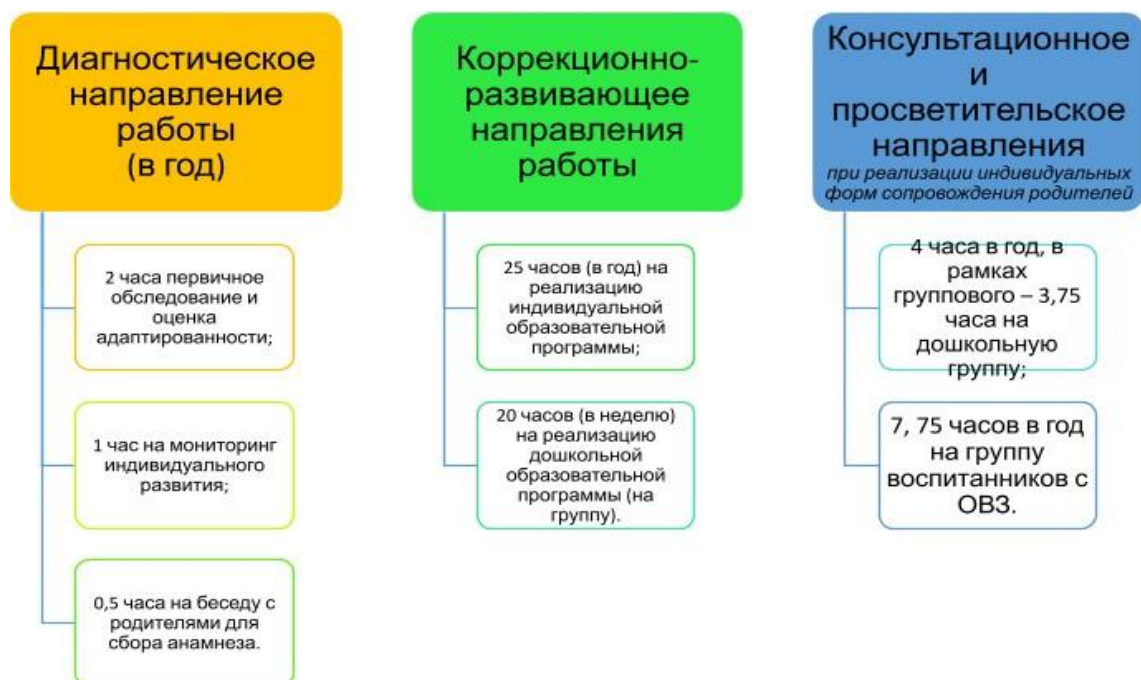 Диагностическое
направление
работы
(в год)
2 часа первичное
обследование и
оценка
адаптированности;
1 час на мониторинг
индивидуального
развития;
0,5 часа на беседу с
родителями для
сбора анамнеза.
Коррекционно-
развивающее
направления
работы
25 часов (в год) на
реализацию
индивидуальной
образовательной
программы;
20 часов (в неделю)
на реализацию
дошкольной
образовательной
программы (на
группу).
Консультационное
и
просветительское
направления
при реализации индивидуальных
форм сопровождения родителей
4 часа в год, в
рамках
группового – 3,75
часа на
дошкольную
группу;
7, 75 часов в год
на группу
воспитанников с
ОВЗ.